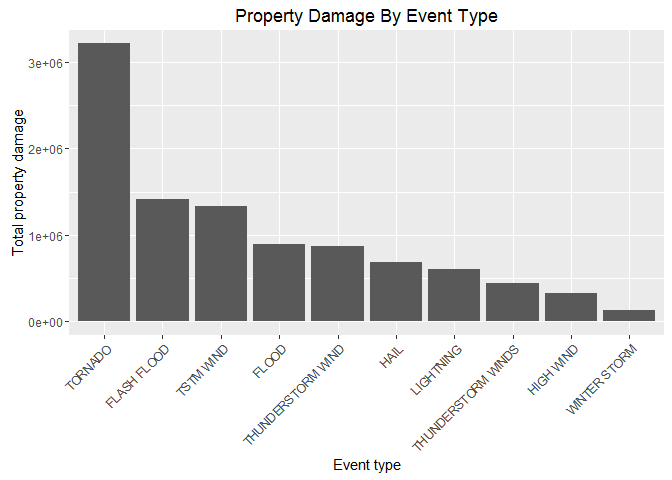 Property Damage By Event Type
Total property damage
3e+06
2e+06
1e+06
0e+00
TORNADO
FLASH FLOOD
TSTM WIND
FLOOD
THUNDERSTORM WIND
HAIL
LIGHTNING
THUNDERSTORM WINDS
HIGH WIND
WINTER STORM
Event type